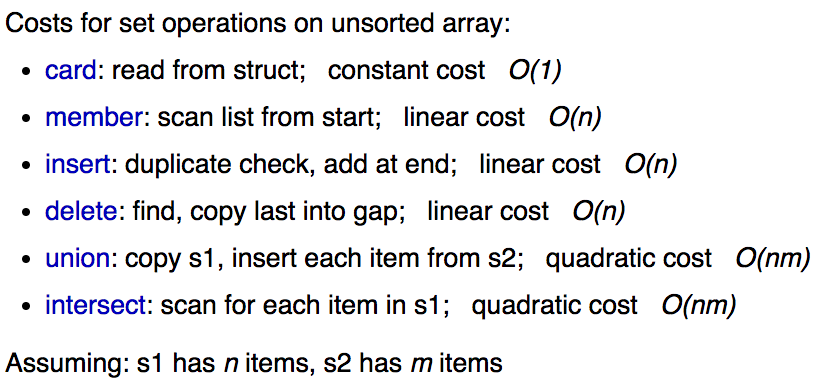 Costs for set operations on unsorted array:
• card: read from struct; constant cost O(1)
• member: scan list from start; linear cost O(n)
• insert: duplicate check, add at end; linear cost O(n)
• delete: find, copy last into gap; linear cost O(n)
• union: copy s1, insert each item from s2; quadratic cost O(nm)
• intersect: scan for each item in s1; quadratic cost O(nm)
Assuming: s1 has n items, s2 has m items